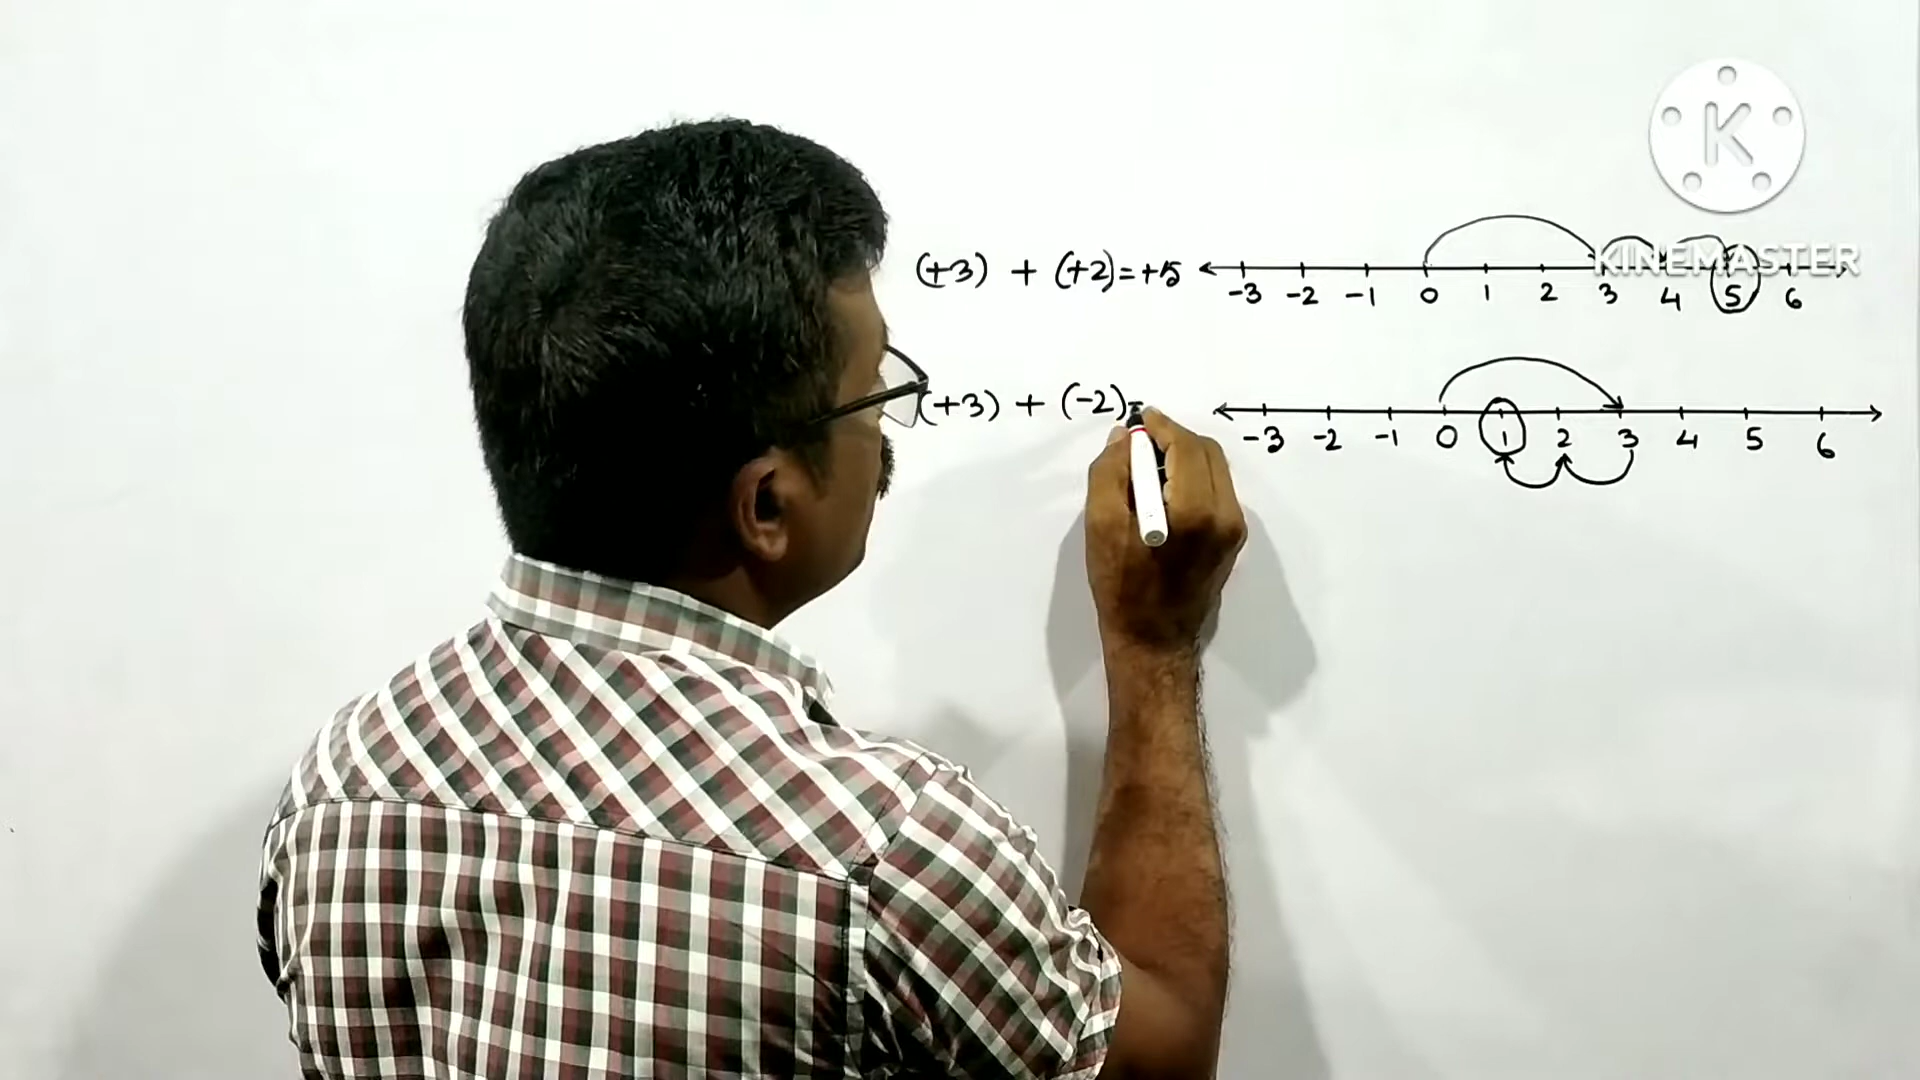 K
KINEMASTER
(+3) + (+2)=+5
-3 -2 -1 0 1 2 3 4 5 6
(+3) + (-2)=
-3 -2 -1 0 1 2 3 4 5 6